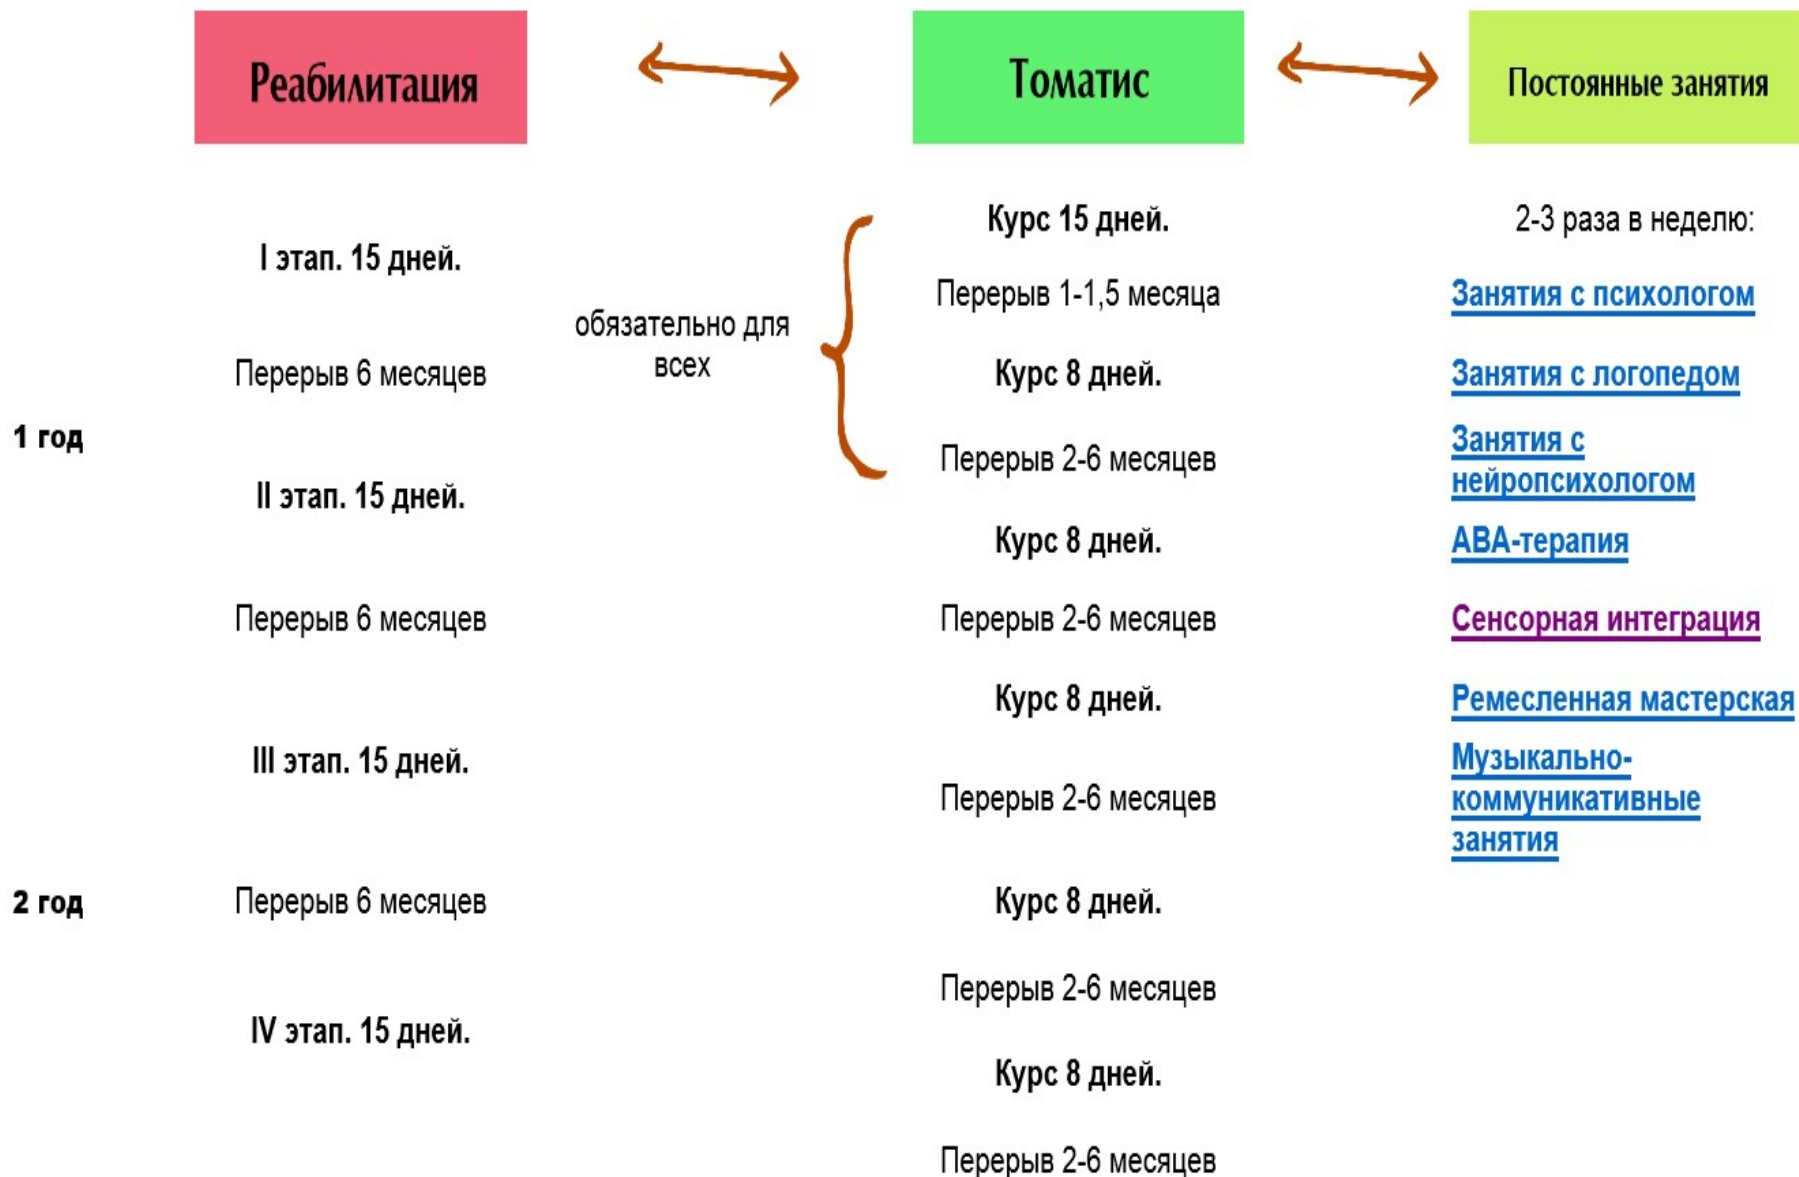 Реабилитация
Томатис
Постоянные занятия
Курс 15 дней.
2-3 раза в неделю:
I этап. 15 дней.
Перерыв 1-1,5 месяца
Занятия с психологом
обязательно для
всех
Перерыв 6 месяцев
Курс 8 дней.
Занятия с логопедом
1 год
Перерыв 2-6 месяцев
Занятия с
нейропсихологом
II этап. 15 дней.
Курс 8 дней.
АВА-терапия
Перерыв 6 месяцев
Перерыв 2-6 месяцев
Сенсорная интеграция
Курс 8 дней.
Ремесленная мастерская
III этап. 15 дней.
Перерыв 2-6 месяцев
Музыкально-
коммуникативные
занятия
2 год
Перерыв 6 месяцев
Курс 8 дней.
Перерыв 2-6 месяцев
IV этап. 15 дней.
Курс 8 дней.
Перерыв 2-6 месяцев